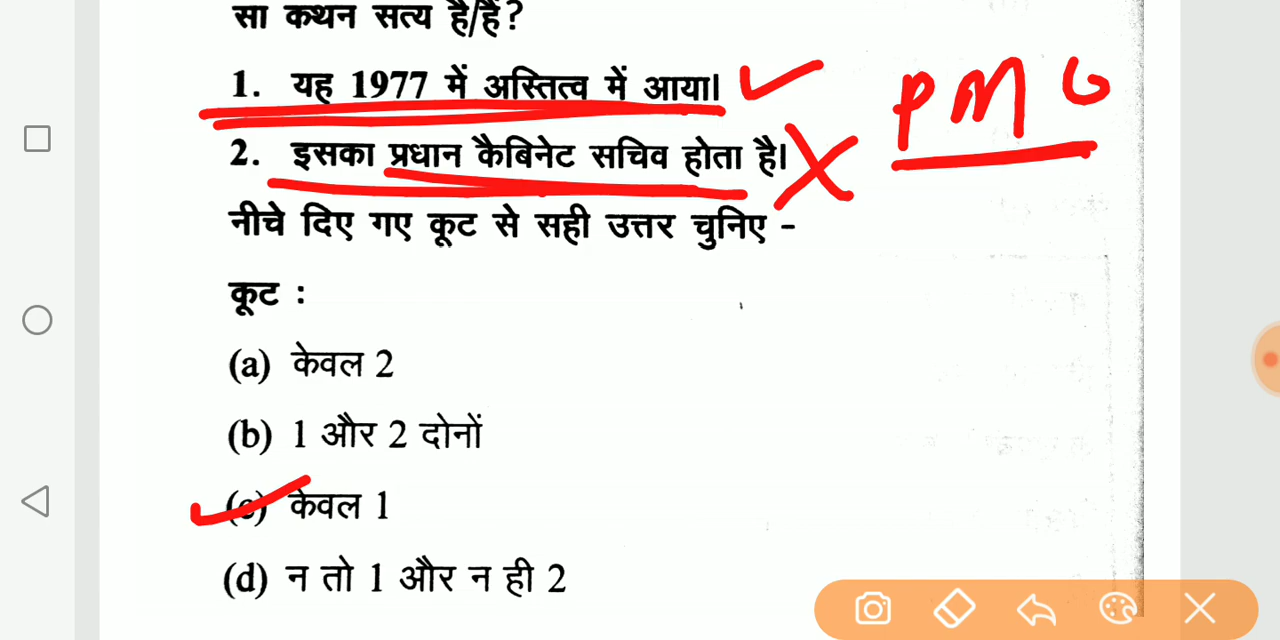 सा कथन सत्य है/हैं?
1. यह 1977 में अस्तित्व में आया।
PMO
2. इसका प्रधान कैबिनेट सचिव होता है।
नीचे दिए गए कूट से सही उत्तर चुनिए -
कूट :
(a) केवल 2
(b) 1 और 2 दोनों
(c) केवल 1
(d) न तो 1 और न ही 2